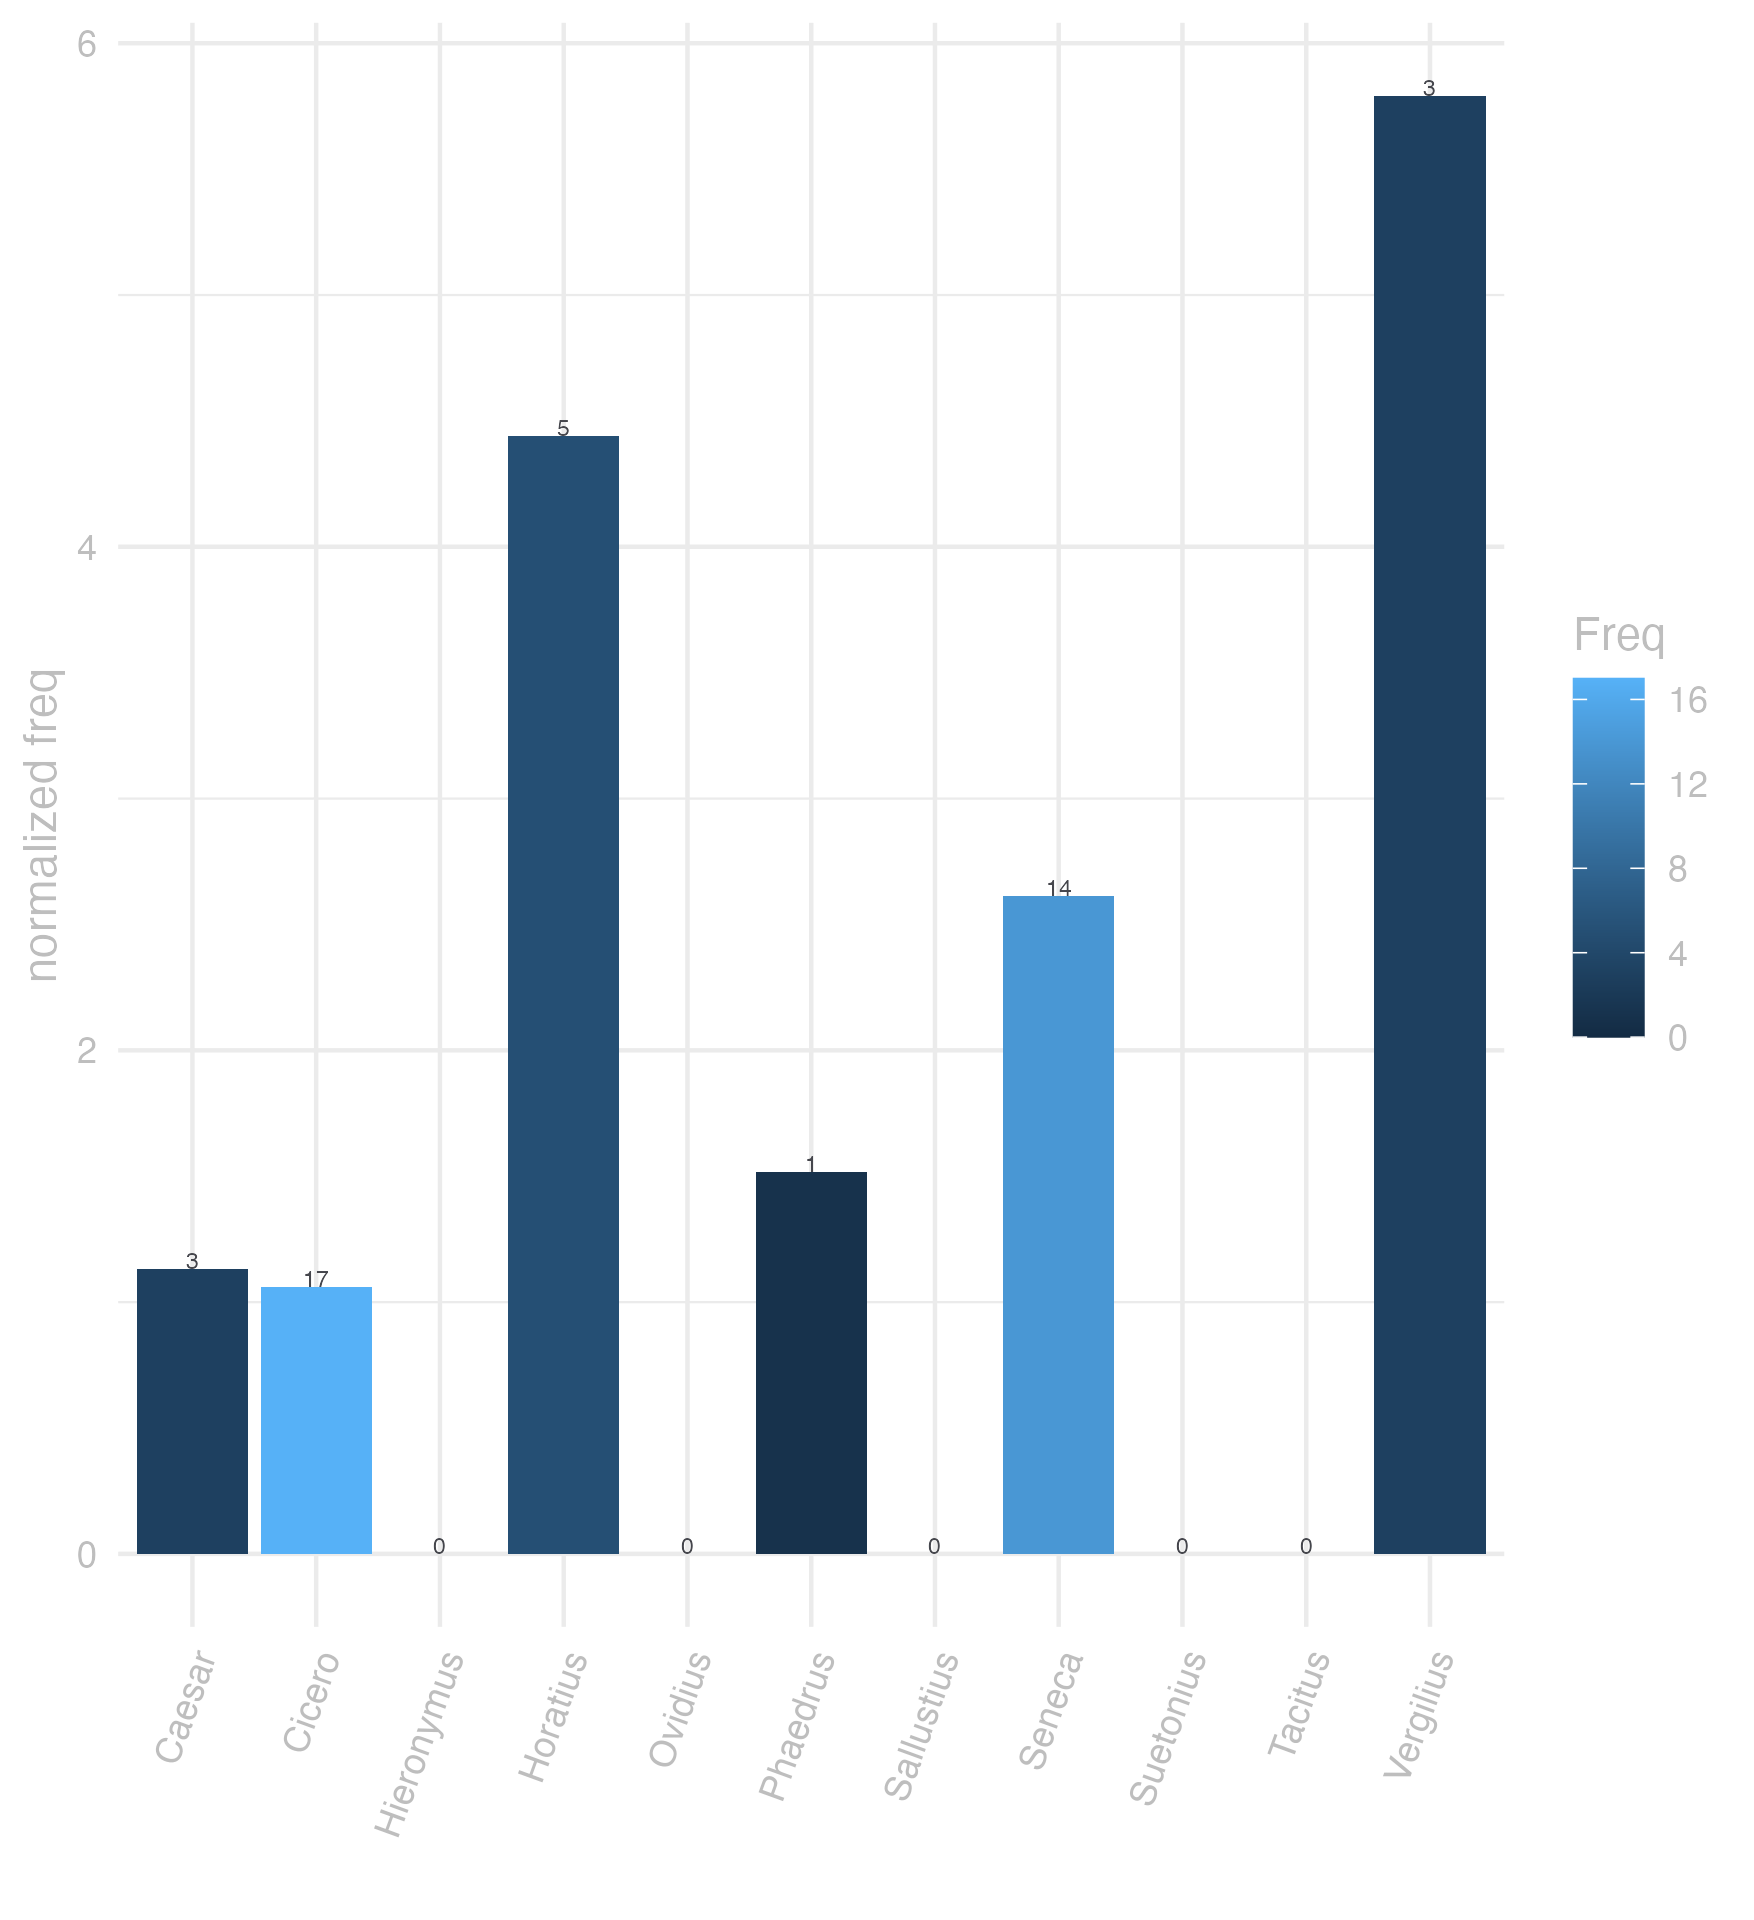 6
4
2
0
normalized freq
3
17
0
5
0
1
0
14
0
0
3
Caesar
Cicero
Hieronymus
Horatius
Ovidius
Phaedrus
Sallustius
Seneca
Suetonius
Tacitus
Vergilius
Freq
16
12
8
4
0